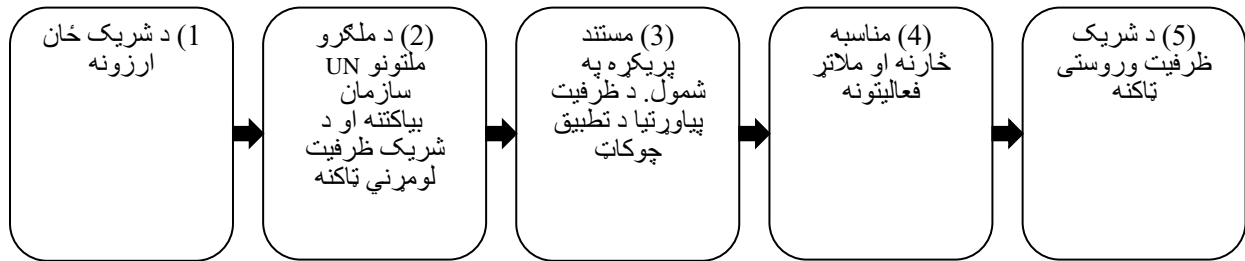 1) د شریک ځان
ارزونه
(2) د ملګرو
ملتونو UN
سازمان
بیاکتنه او د
شریک ظرفیت
لومړني ټاکنه
(3) مستند
پریکړه په
شمول. د ظرفیت
پیاوړتیا د تطبیق
چوکاټ
(4) مناسبه
څارنه او ملاتړ
فعالیتونه
(5) د شریک
ظرفیت وروستی
ټاکنه